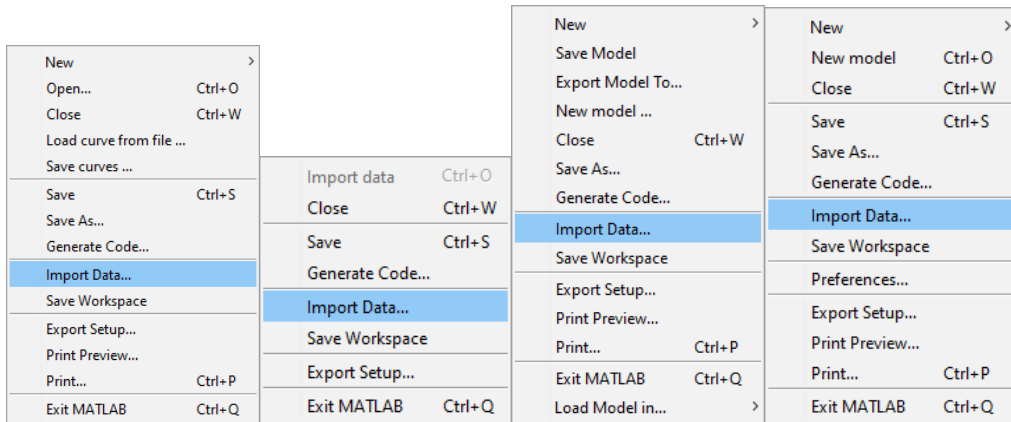 New >
Open... Ctrl+O
Close Ctrl+W
Load curve from file ...
Save curves ...
Save Ctrl+S
Save As...
Generate Code...
Import Data...
Save Workspace
Export Setup...
Print Preview...
Print... Ctrl+P
Exit MATLAB Ctrl+Q
Import data Ctrl+O
Close Ctrl+W
Save Ctrl+S
Generate Code...
Import Data...
Save Workspace
Export Setup...
Exit MATLAB Ctrl+Q
New >
Save Model
Export Model To...
New model ...
Close Ctrl+W
Save As...
Generate Code...
Import Data...
Save Workspace
Export Setup...
Print Preview...
Print... Ctrl+P
Exit MATLAB Ctrl+Q
Load Model in... >
New >
New model Ctrl+O
Close Ctrl+W
Save Ctrl+S
Save As...
Generate Code...
Import Data...
Save Workspace
Preferences...
Export Setup...
Print Preview...
Print... Ctrl+P
Exit MATLAB Ctrl+Q